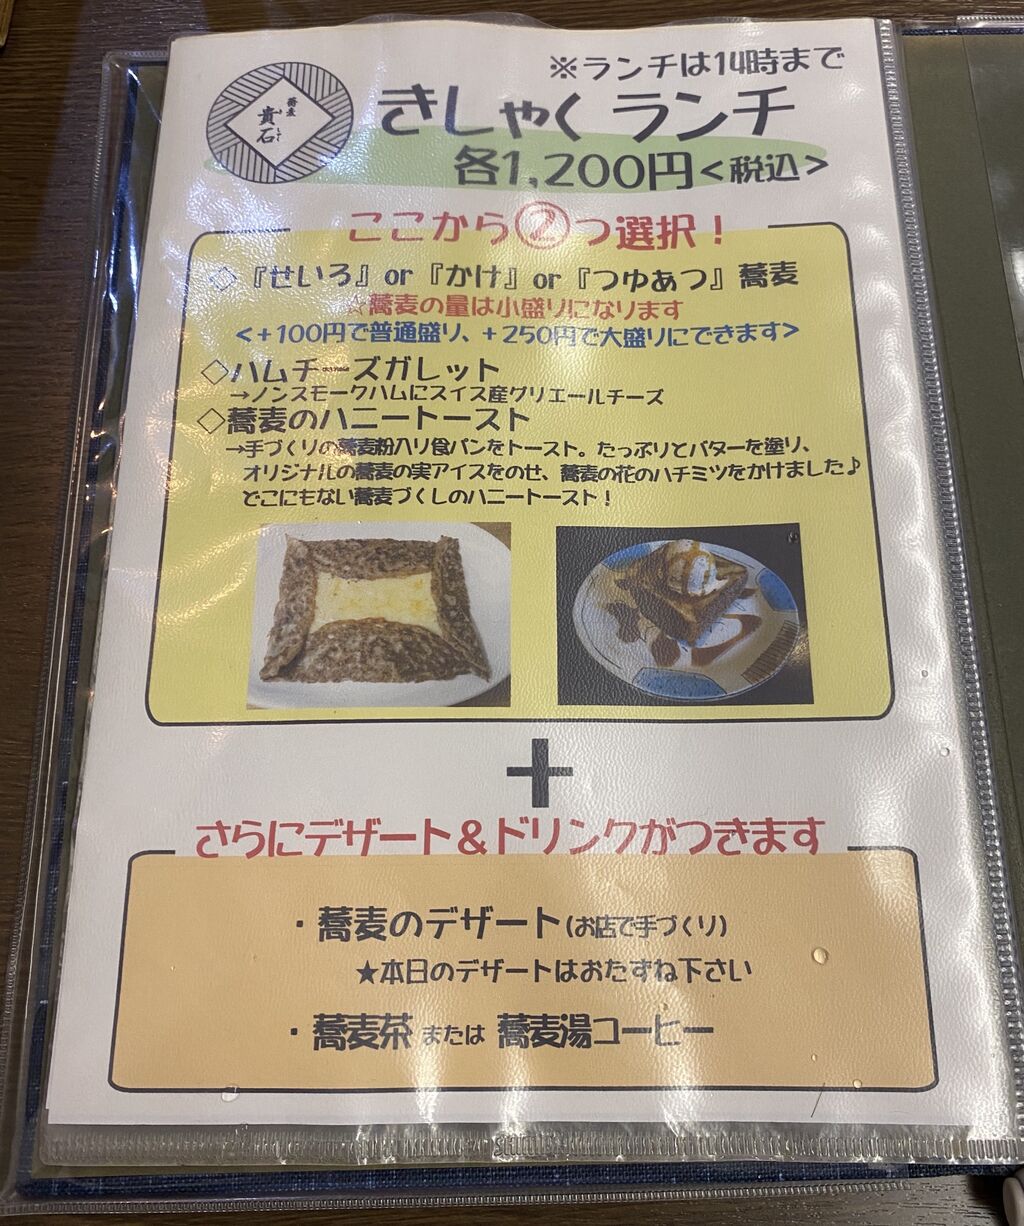 ※ランチは14時まで
蕎麦
貴石
きしゃくランチ
各1,200円<税込>
ここから②つ選択！
◇『せいろ』or『かけ』or『つゆあつ』蕎麦
☆蕎麦の量は小盛りになります
<+100円で普通盛り、+250円で大盛りにできます>
◇ハムチーズガレット
→ノンスモークハムにスイス産グリエールチーズ
◇蕎麦のハニートースト
→手づくりの蕎麦粉入り食パンをトースト。たっぷりとバターを塗り、
オリジナルの蕎麦の実アイスをのせ、蕎麦の花のハチミツをかけました♪
どこにもない蕎麦づくしのハニートースト！
+
さらにデザート＆ドリンクがつきます
・蕎麦のデザート(お店で手づくり)
★本日のデザートはおたずね下さい
・蕎麦茶 または 蕎麦湯コーヒー